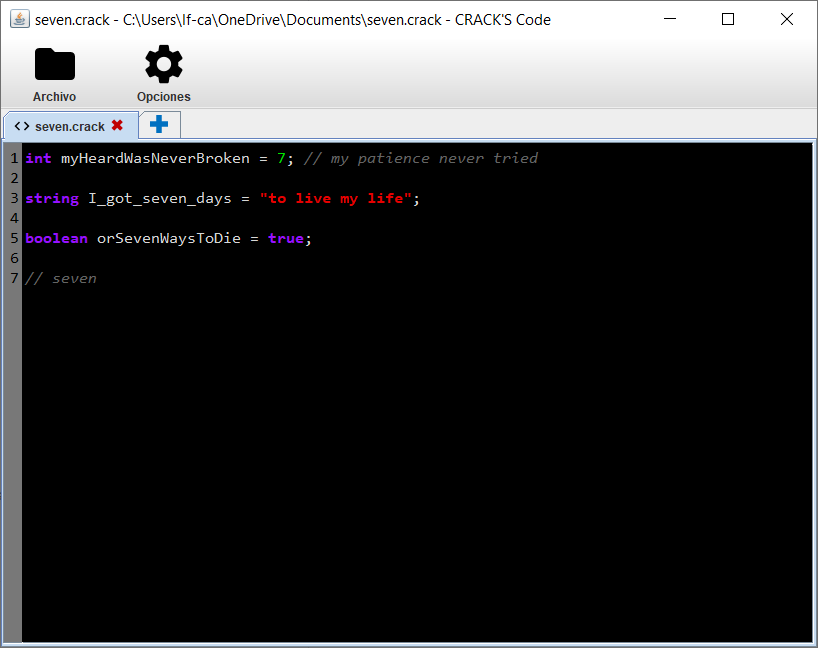 seven.crack - C:\Users\lf-ca\OneDrive\Documents\seven.crack - CRACK'S Code
Archivo Opciones
<> seven.crack
1 int myHeardWasNeverBroken = 7; // my patience never tried
2
3 string I_got_seven_days = "to live my life";
4
5 boolean orSevenWaysToDie = true;
6
7 // seven